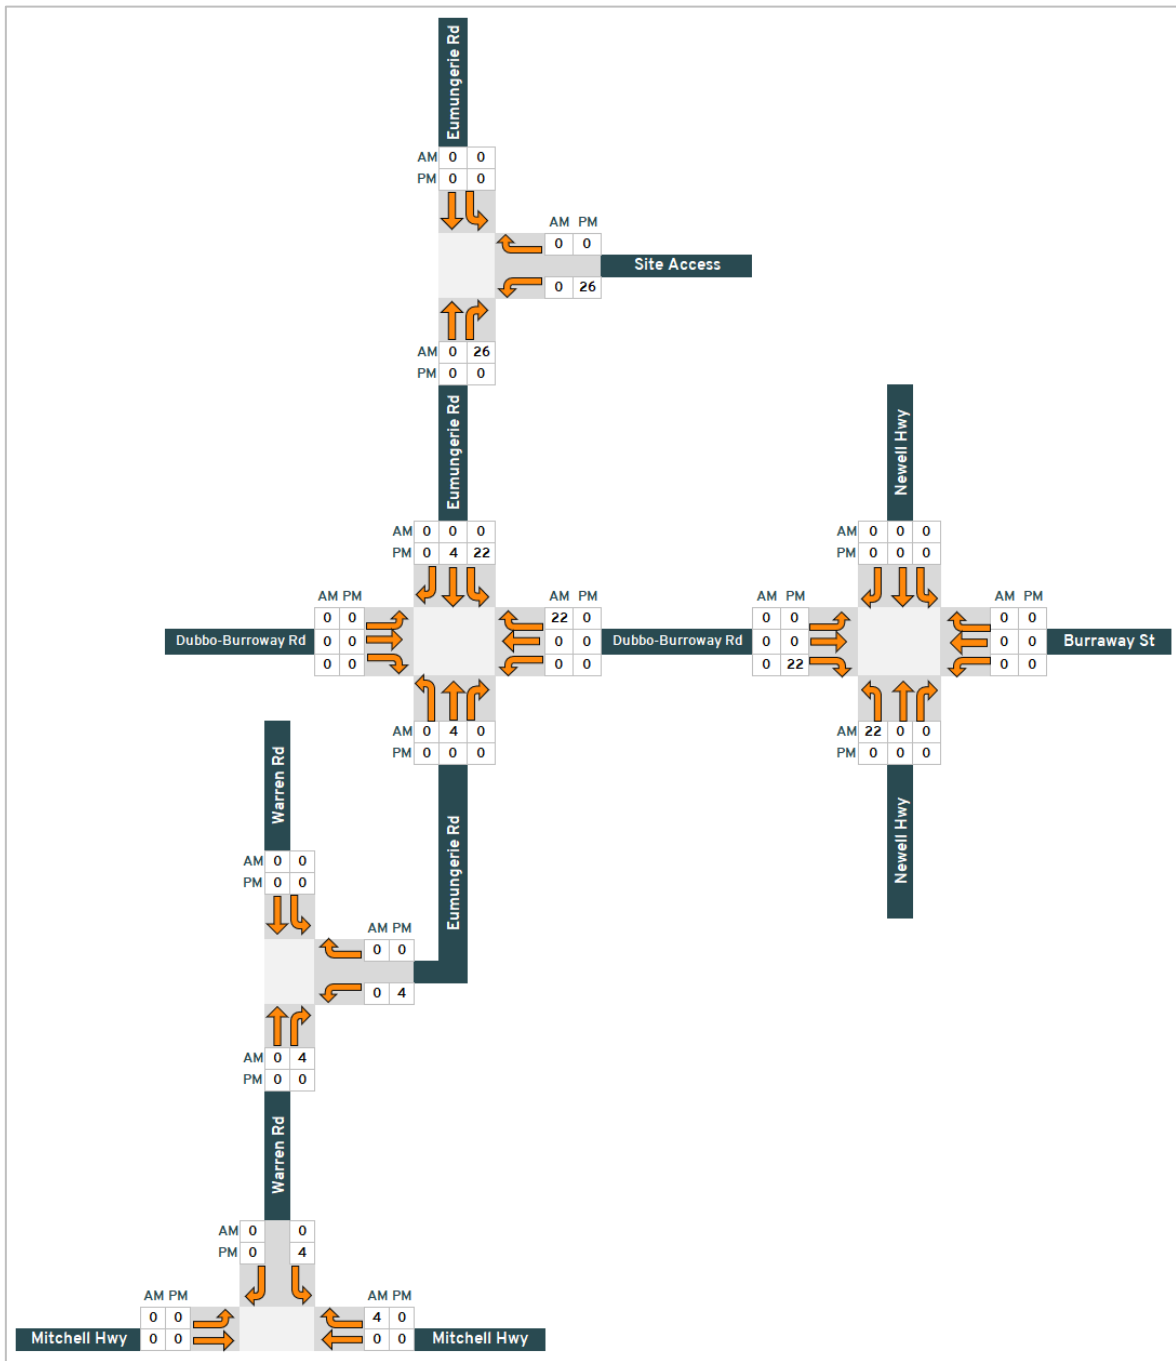 Eumungerie Rd
AM 0 0
PM 0 0
AM PM
0 0
Site Access
0 26
AM 0 26
PM 0 0
Eumungerie Rd
Newell Hwy
AM 0 0 0
PM 0 4 22
AM 0 0 0
PM 0 0 0
AM PM
AM PM
AM PM
AM PM
0 0
22 0
0 0
0 0
Dubbo-Burroway Rd
0 0
0 0
Dubbo-Burroway Rd
0 0
0 0
Burraway St
0 0
0 0
0 22
0 0
AM 0 4 0
PM 0 0 0
AM 22 0 0
PM 0 0 0
Warren Rd
Eumungerie Rd
Newell Hwy
AM 0 0
PM 0 0
AM PM
0 0
0 4
AM 0 4
PM 0 0
Warren Rd
AM 0 0
PM 0 4
AM PM
AM PM
0 0
4 0
Mitchell Hwy
0 0
0 0
Mitchell Hwy